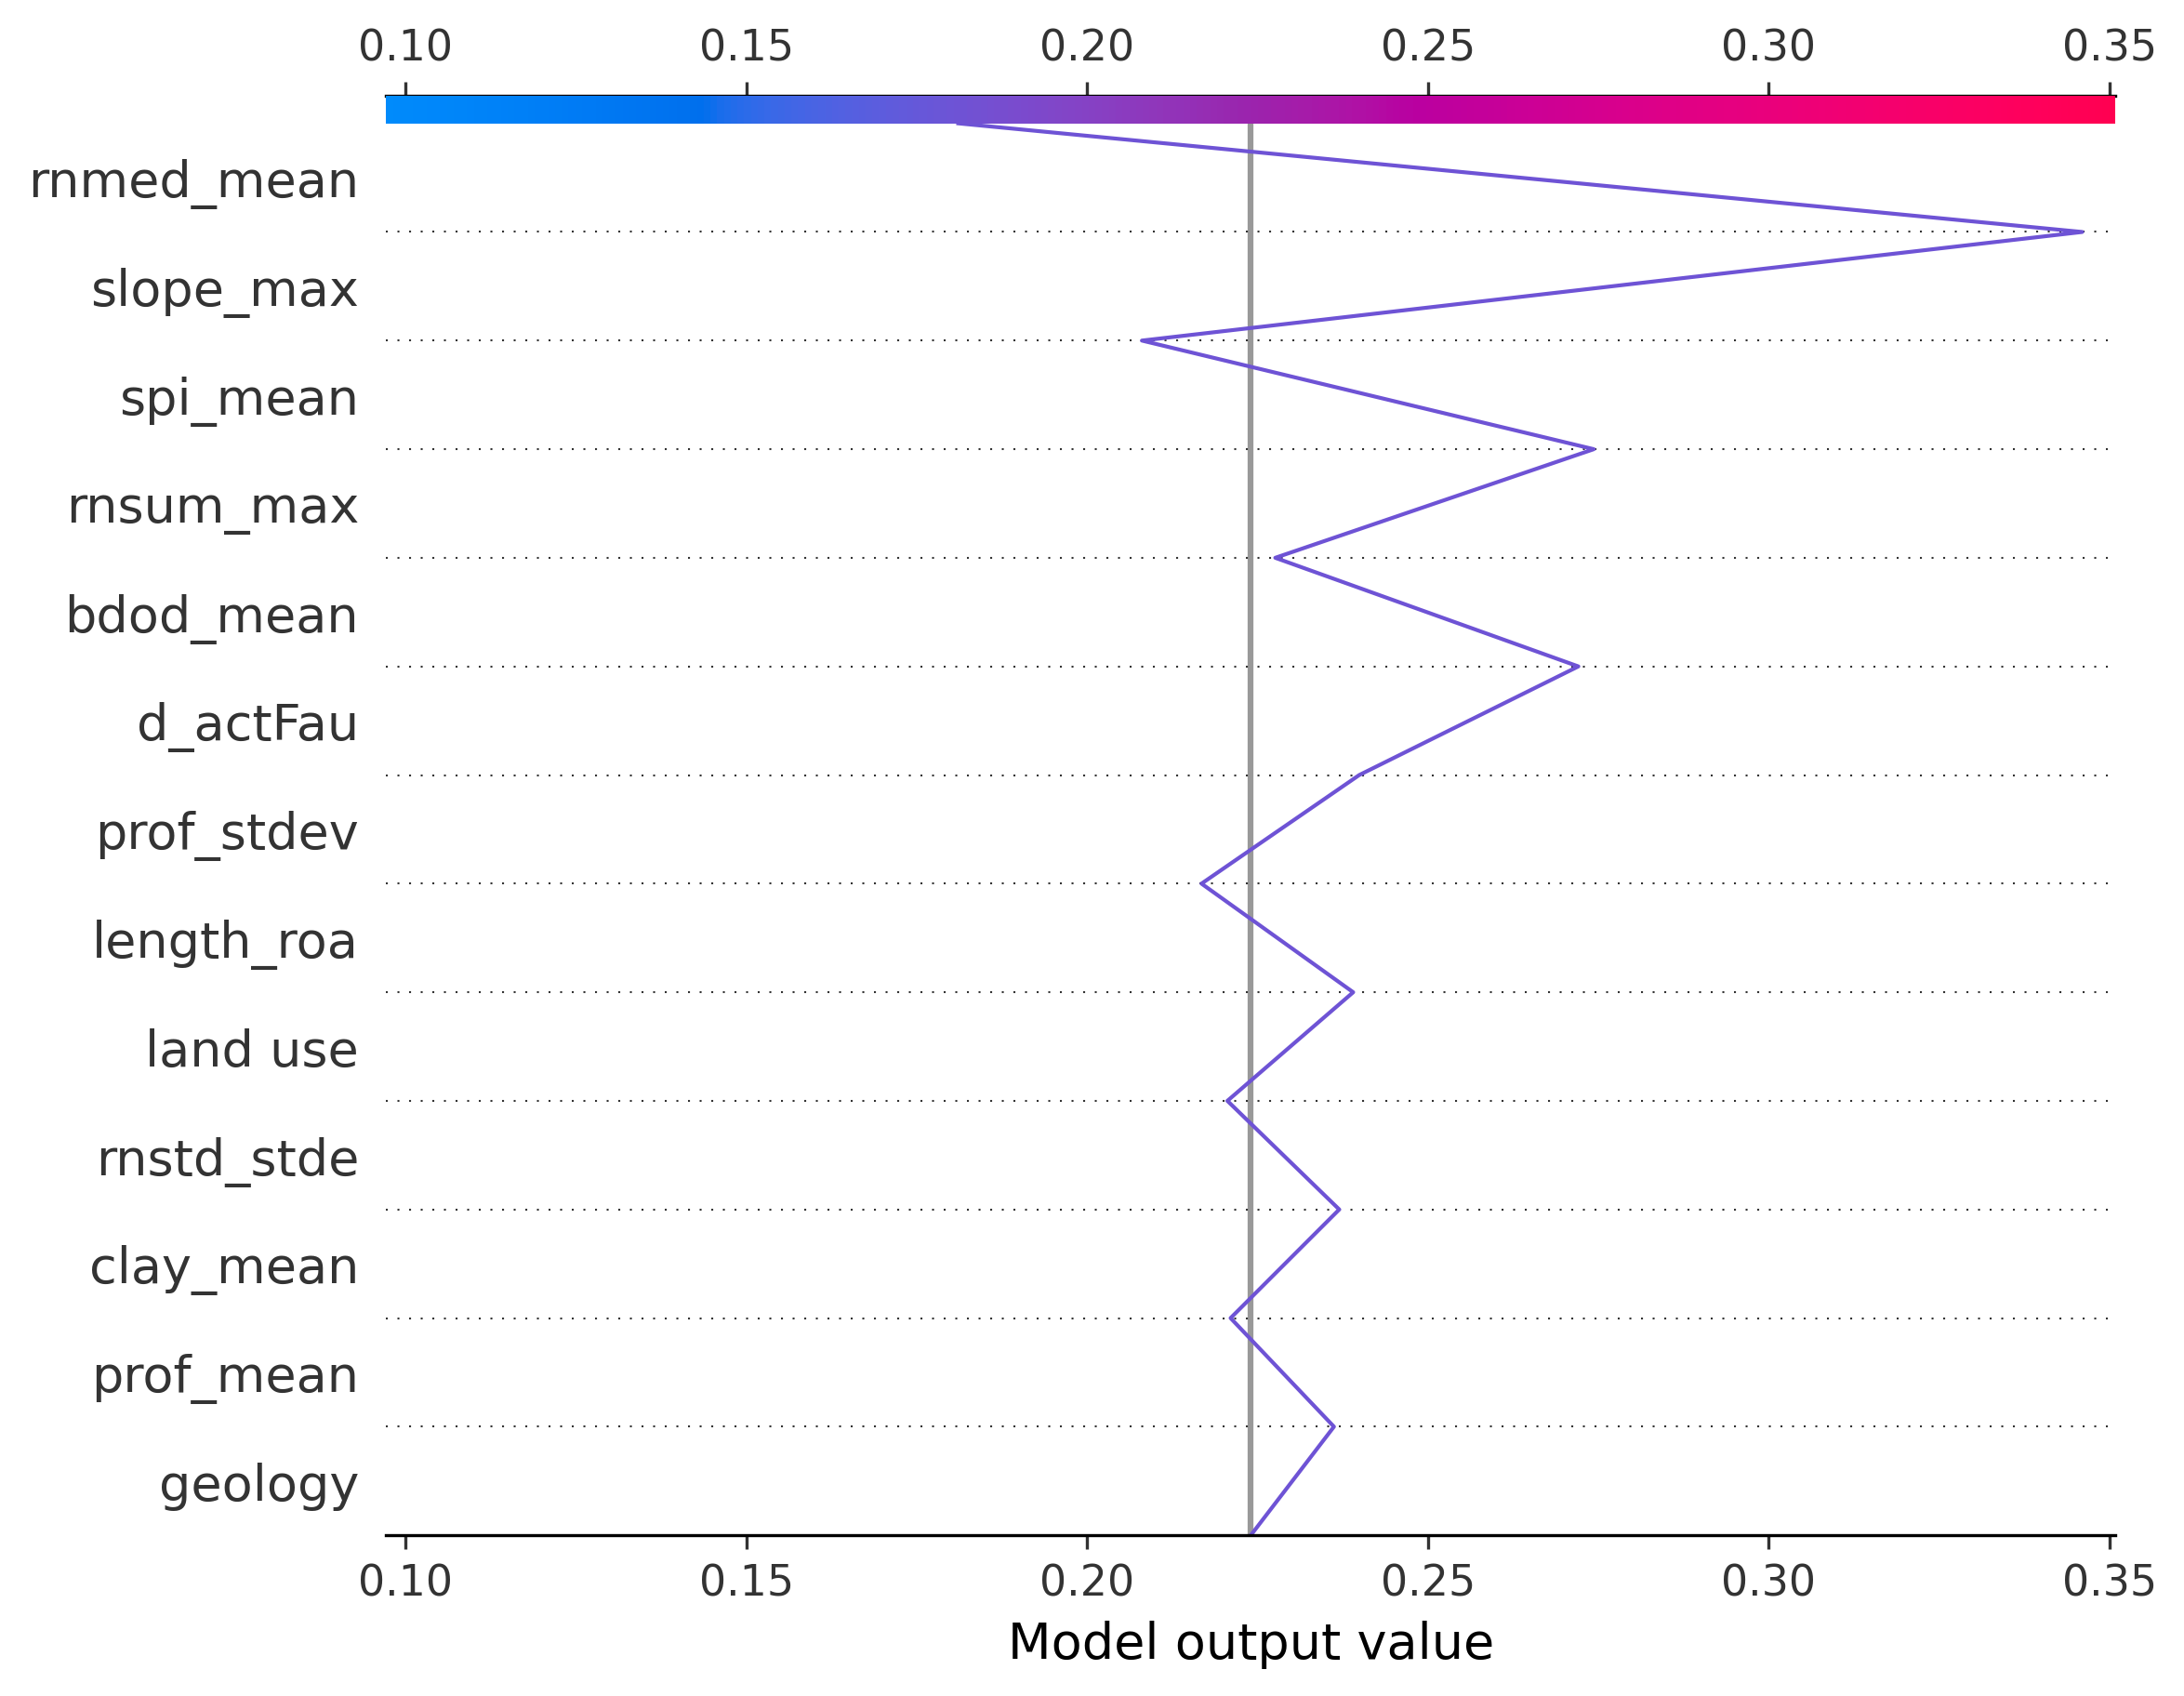 0.10 0.15 0.20 0.25 0.30 0.35
rnmed_mean
slope_max
spi_mean
rnsum_max
bdod_mean
d_actFau
prof_stdev
length_roa
land use
rnstd_stde
clay_mean
prof_mean
geology
0.10 0.15 0.20 0.25 0.30 0.35
Model output value